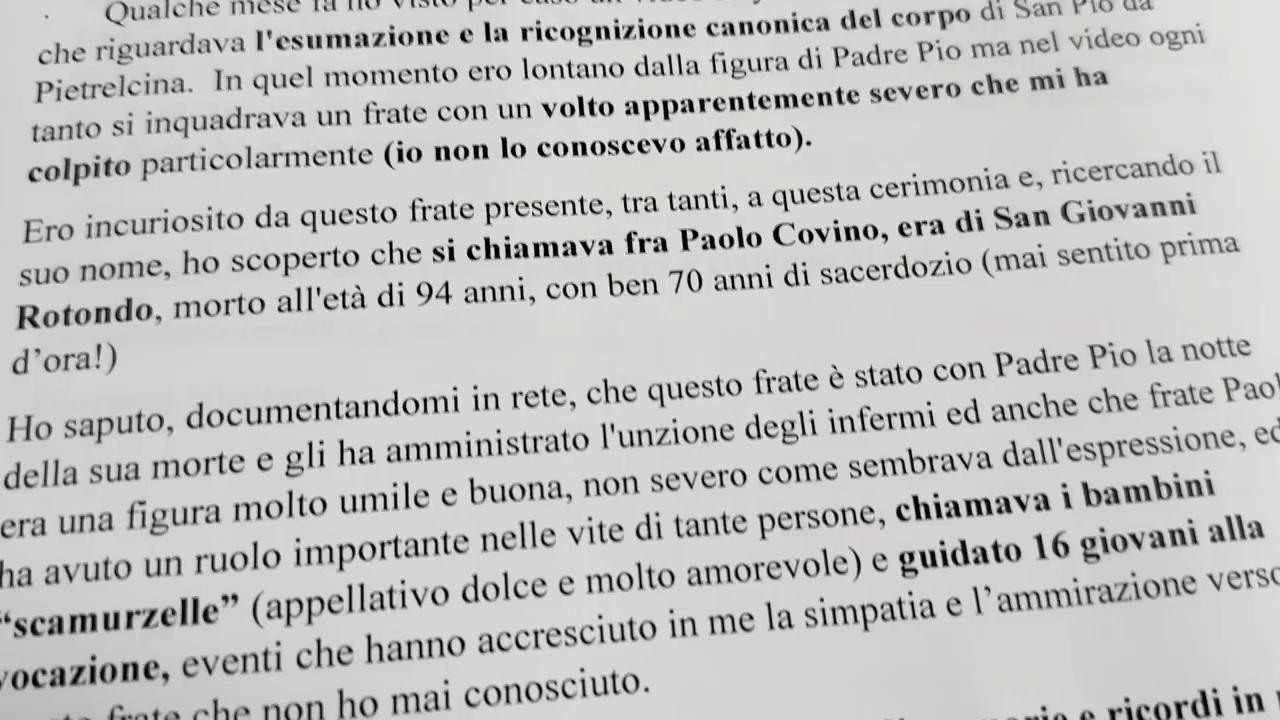 Qualche mese fa ho visto per caso un video
che riguardava l'esumazione e la ricognizione canonica del corpo di San Pio da
Pietrelcina. In quel momento ero lontano dalla figura di Padre Pio ma nel video ogni
tanto si inquadrava un frate con un volto apparentemente severo che mi ha
colpito particolarmente (io non lo conoscevo affatto).
Ero incuriosito da questo frate presente, tra tanti, a questa cerimonia e, ricercando il
suo nome, ho scoperto che si chiamava fra Paolo Covino, era di San Giovanni
Rotondo, morto all'età di 94 anni, con ben 70 anni di sacerdozio (mai sentito prima
d’ora!)
Ho saputo, documentandomi in rete, che questo frate è stato con Padre Pio la notte
della sua morte e gli ha amministrato l'unzione degli infermi ed anche che frate Paol
era una figura molto umile e buona, non severo come sembrava dall'espressione, ed
ha avuto un ruolo importante nelle vite di tante persone, chiamava i bambini
“scamurzelle” (appellativo dolce e molto amorevole) e guidato 16 giovani alla
vocazione, eventi che hanno accresciuto in me la simpatia e l’ammirazione verso
frate che non ho mai conosciuto.
e ricordi in